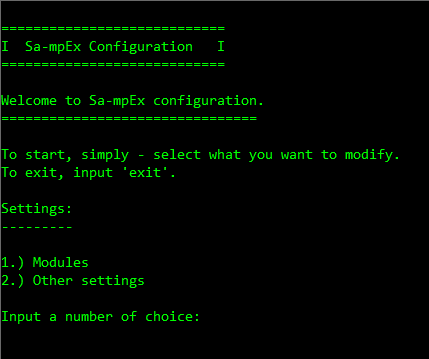 ============================
I  Sa-mpEx Configuration   I
============================
Welcome to Sa-mpEx configuration.
================================
To start, simply - select what you want to modify.
To exit, input 'exit'.
Settings:
---------
1.) Modules
2.) Other settings
Input a number of choice: